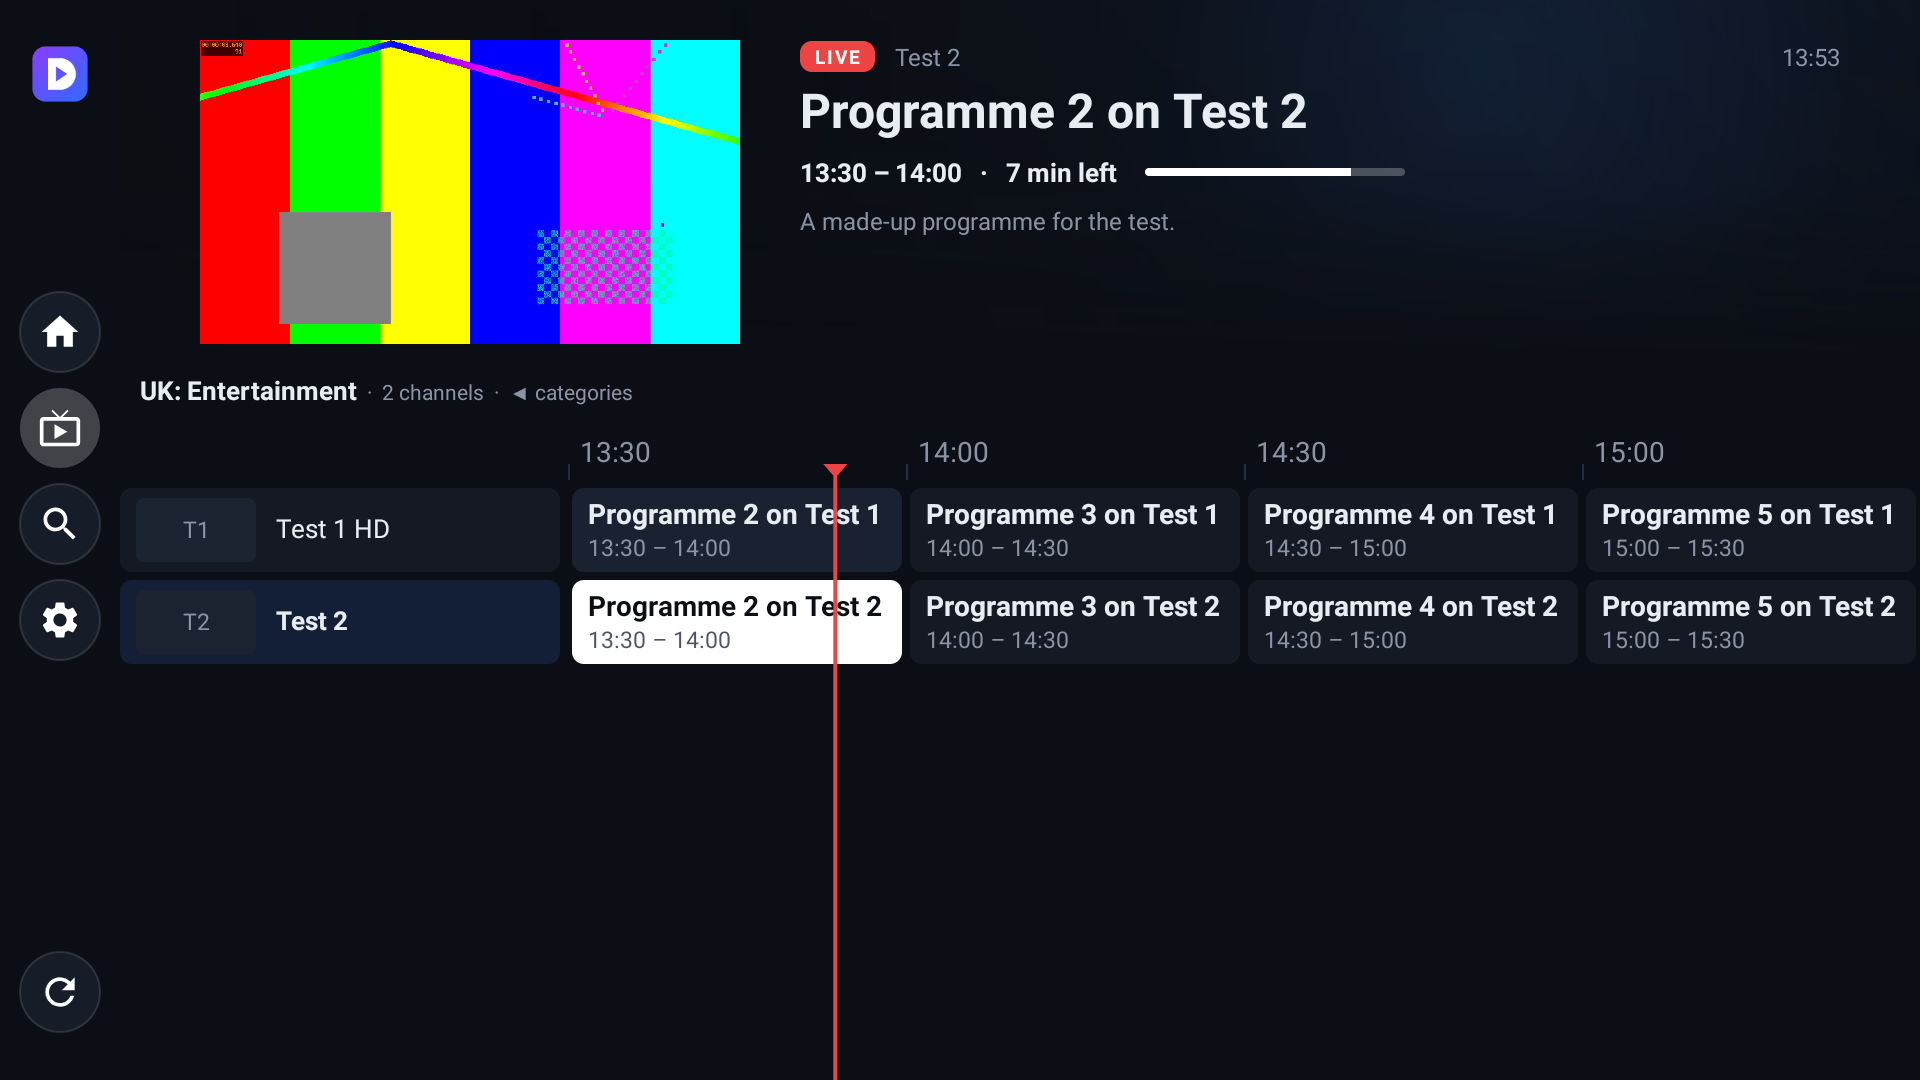 LIVE Test 2 13:53
Programme 2 on Test 2
13:30 – 14:00 · 7 min left
A made-up programme for the test.
UK: Entertainment · 2 channels · ◄ categories
13:30 14:00 14:30 15:00
T1 Test 1 HD
Programme 2 on Test 1
13:30 – 14:00
Programme 3 on Test 1
14:00 – 14:30
Programme 4 on Test 1
14:30 – 15:00
Programme 5 on Test 1
15:00 – 15:30
T2 Test 2
Programme 2 on Test 2
13:30 – 14:00
Programme 3 on Test 2
14:00 – 14:30
Programme 4 on Test 2
14:30 – 15:00
Programme 5 on Test 2
15:00 – 15:30